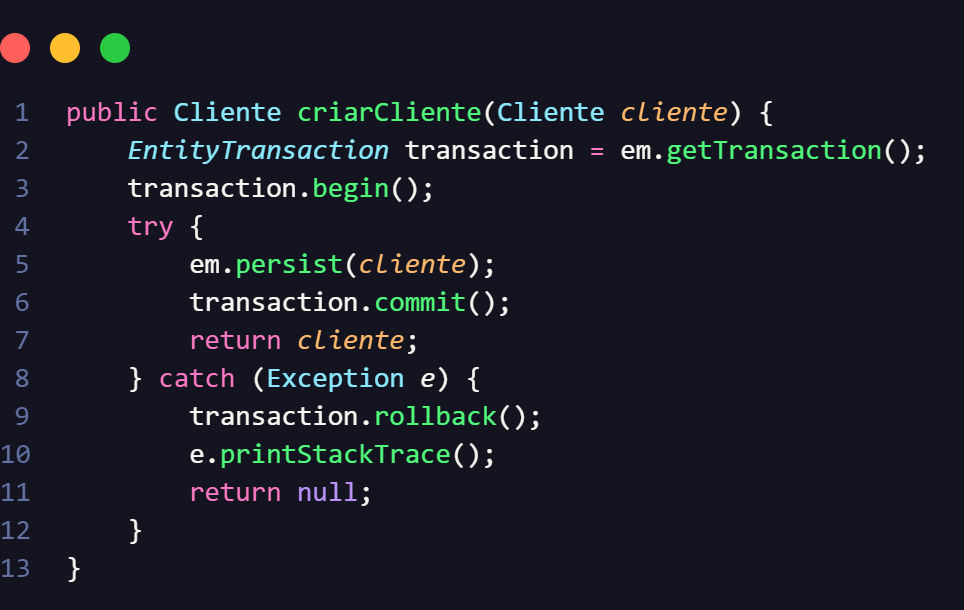 1 public Cliente criarCliente(Cliente cliente) {
2     EntityTransaction transaction = em.getTransaction();
3     transaction.begin();
4     try {
5         em.persist(cliente);
6         transaction.commit();
7         return cliente;
8     } catch (Exception e) {
9         transaction.rollback();
10         e.printStackTrace();
11         return null;
12     }
13 }